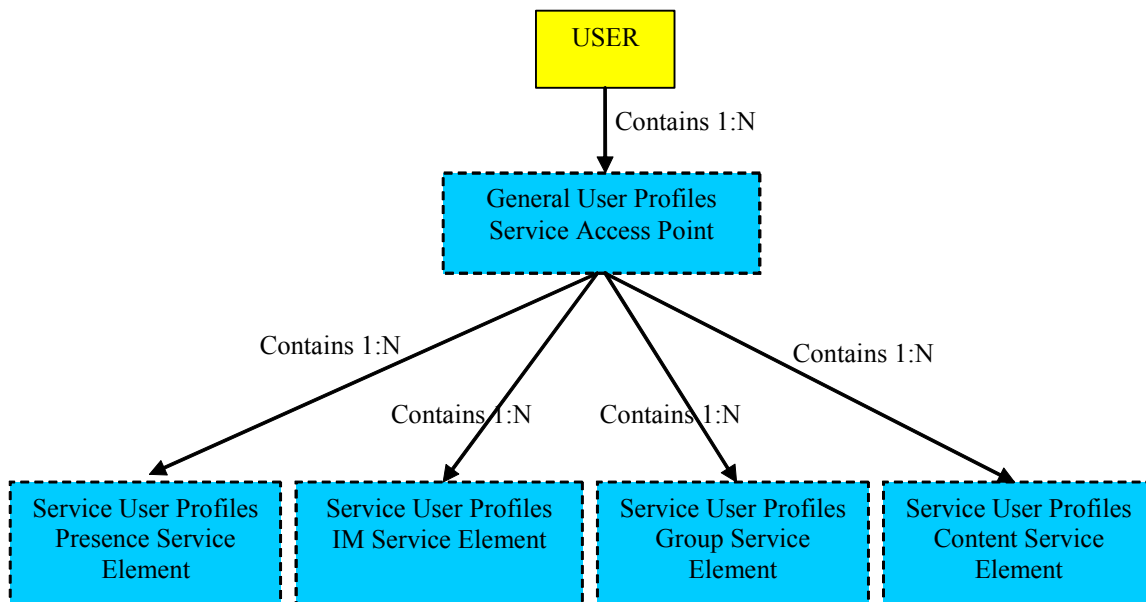 USER
Contains 1:N
General User Profiles
Service Access Point
Contains 1:N
Contains 1:N
Contains 1:N
Contains 1:N
Service User Profiles
Presence Service
Element
Service User Profiles
IM Service Element
Service User Profiles
Group Service
Element
Service User Profiles
Content Service
Element